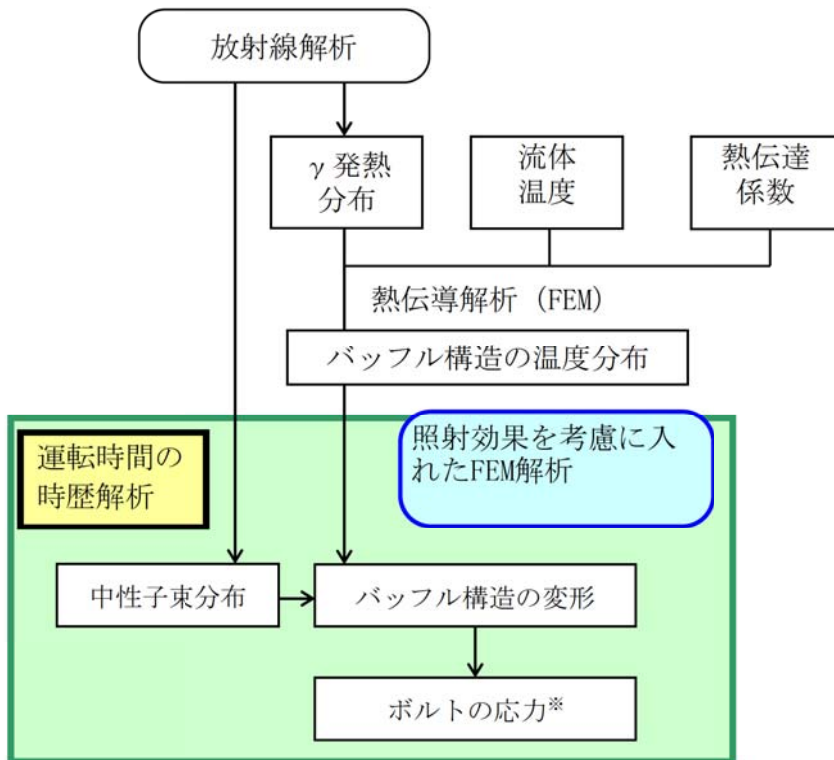 放射線解析
γ発熱
分布
流体
温度
熱伝達
係数
熱伝導解析（FEM）
バッフル構造の温度分布
運転時間の
時歴解析
照射効果を考慮に入
れたFEM解析
中性子束分布
バッフル構造の変形
ボルトの応力※